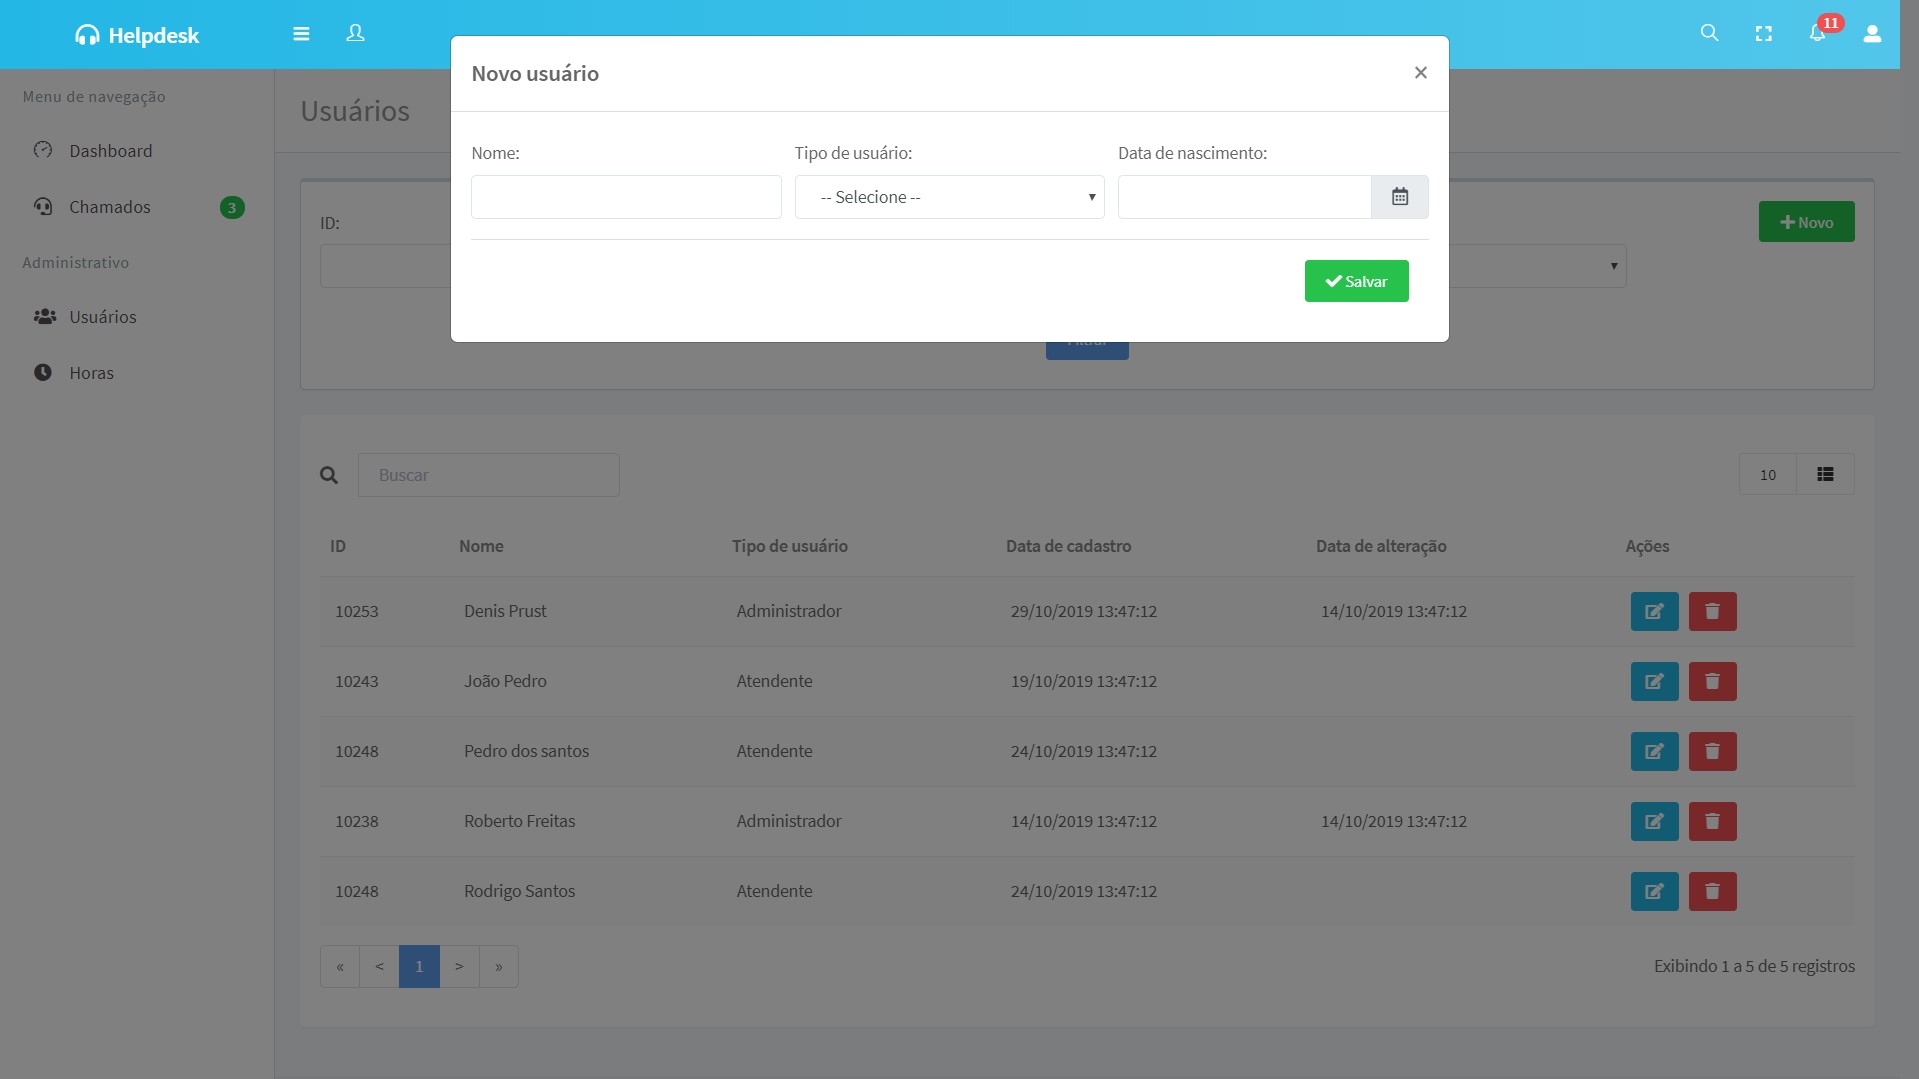 Helpdesk
11
Novo usuário
×
Menu de navegação
Usuários
Dashboard
Nome:
Tipo de usuário:
Data de nascimento:
-- Selecione --
Chamados
3
ID:
Novo
Administrativo
Salvar
Usuários
Filtrar
Horas
Buscar
10
ID Nome Tipo de usuário Data de cadastro Data de alteração Ações
10253 Denis Prust Administrador 29/10/2019 13:47:12 14/10/2019 13:47:12
10243 João Pedro Atendente 19/10/2019 13:47:12
10248 Pedro dos santos Atendente 24/10/2019 13:47:12
10238 Roberto Freitas Administrador 14/10/2019 13:47:12 14/10/2019 13:47:12
10248 Rodrigo Santos Atendente 24/10/2019 13:47:12
« < 1 > »
Exibindo 1 a 5 de 5 registros